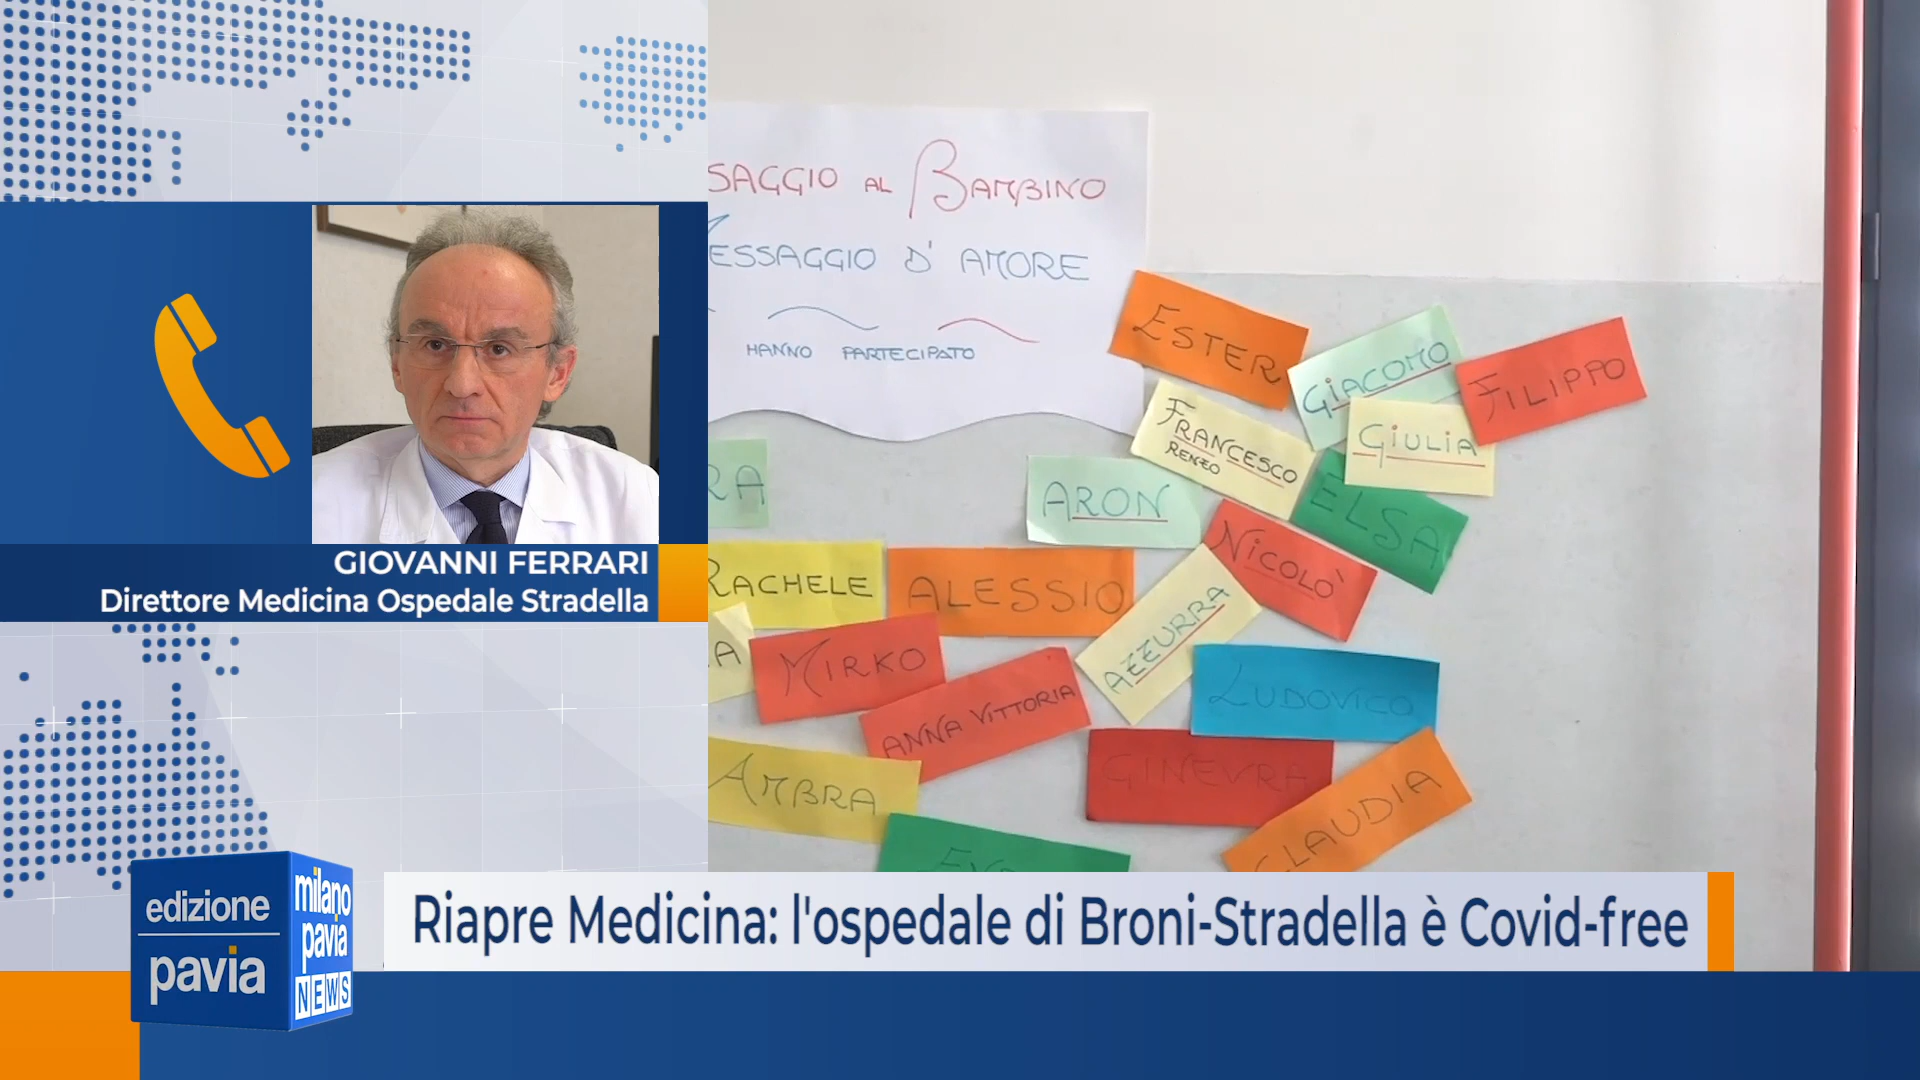 SAGGIO AL BAMBINO
ESSAGGIO D' AMORE
HANNO PARTECIPATO
ESTER
GIACOMO
FILIPPO
FRANCESCO
RENZO
GIULIA
RA
ARON
ELSA
NICOLO'
RACHELE
ALESSIO
AZZURRA
A
MIRKO
ANNA VITTORIA
LUDOVICO
AMBRA
GINEVRA
CLAUDIA
GIOVANNI FERRARI
Direttore Medicina Ospedale Stradella
edizione
pavia
milano
pavia
NEWS
Riapre Medicina: l'ospedale di Broni-Stradella è Covid-free